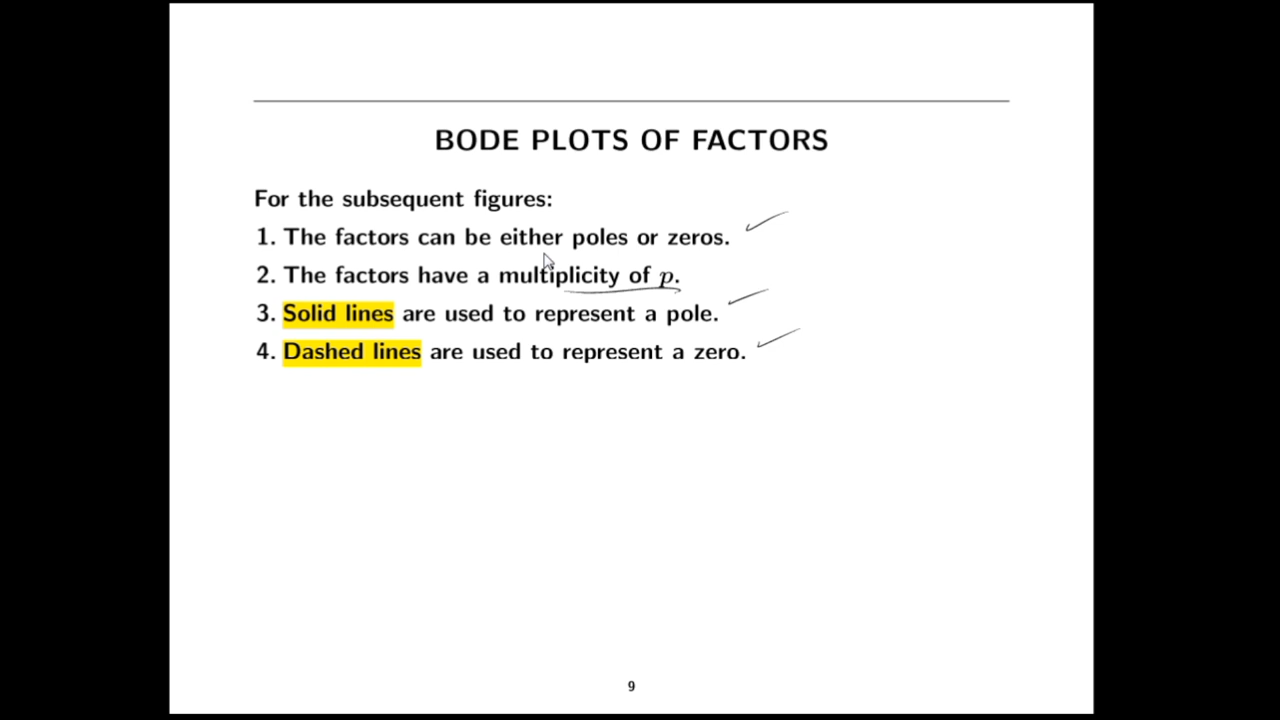 BODE PLOTS OF FACTORS
For the subsequent figures:
1. The factors can be either poles or zeros.
2. The factors have a multiplicity of p.
3. Solid lines are used to represent a pole.
4. Dashed lines are used to represent a zero.
9